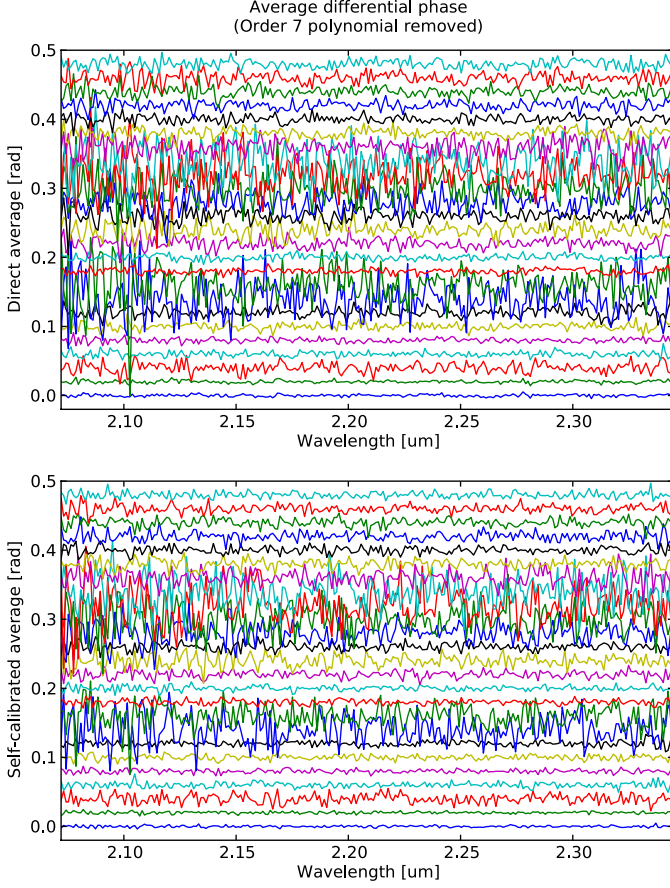 Average differential phase
(Order 7 polynomial removed)
0.5
0.4
0.3
0.2
0.1
0.0
Direct average [rad]
2.10 2.15 2.20 2.25 2.30
Wavelength [um]
0.5
0.4
0.3
0.2
0.1
0.0
Self-calibrated average [rad]
2.10 2.15 2.20 2.25 2.30
Wavelength [um]